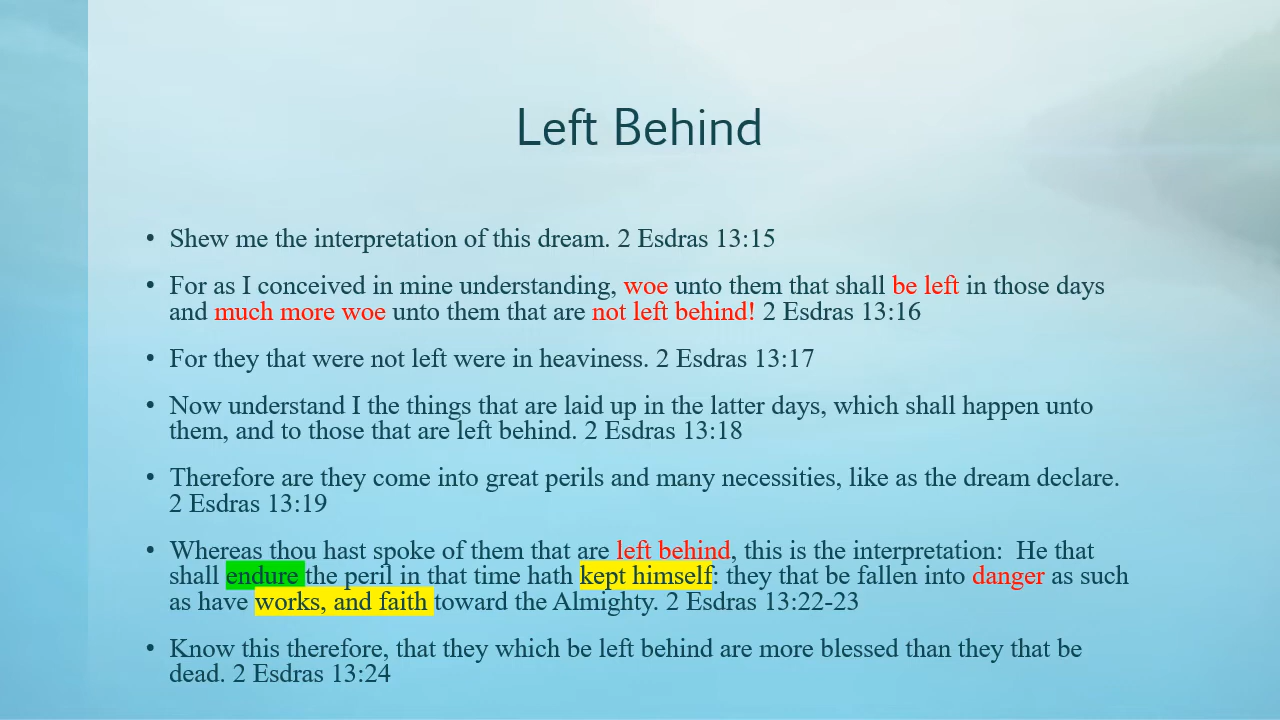 Left Behind
• Shew me the interpretation of this dream. 2 Esdras 13:15
• For as I conceived in mine understanding, woe unto them that shall be left in those days
and much more woe unto them that are not left behind! 2 Esdras 13:16
• For they that were not left were in heaviness. 2 Esdras 13:17
• Now understand I the things that are laid up in the latter days, which shall happen unto
them, and to those that are left behind. 2 Esdras 13:18
• Therefore are they come into great perils and many necessities, like as the dream declare.
2 Esdras 13:19
• Whereas thou hast spoke of them that are left behind, this is the interpretation: He that
shall endure the peril in that time hath kept himself: they that be fallen into danger as such
as have works, and faith toward the Almighty. 2 Esdras 13:22-23
• Know this therefore, that they which be left behind are more blessed than they that be
dead. 2 Esdras 13:24